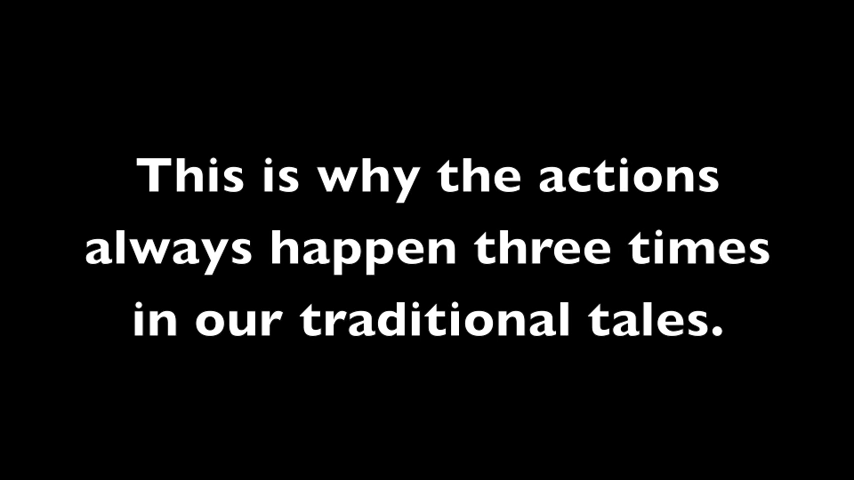 This is why the actions
always happen three times
in our traditional tales.